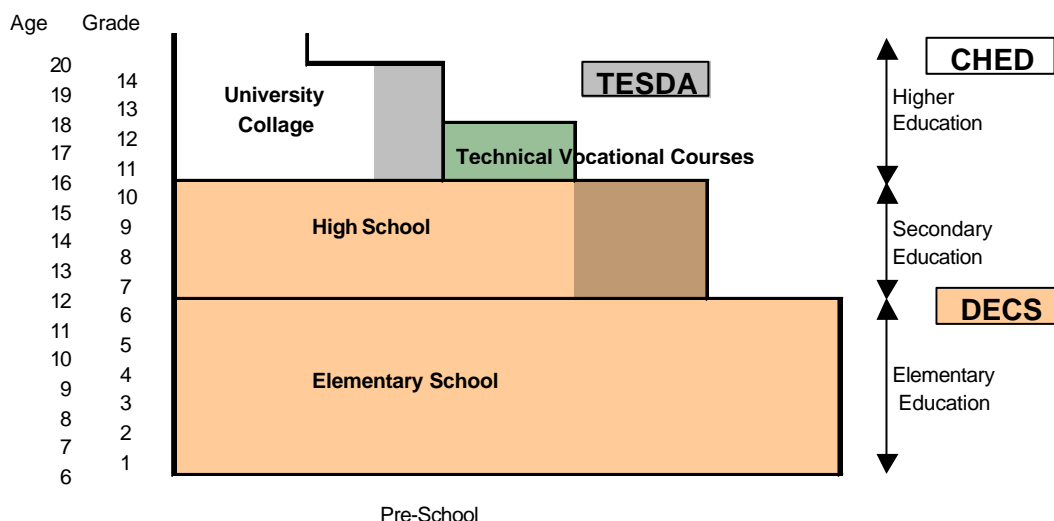 Age Grade
20
14
19
13
18
12
17
11
16
10
15
9
14
8
13
7
12
6
11
5
10
4
9
3
8
2
7
1
6
University
Collage
TESDA
CHED
Higher
Education
Technical Vocational Courses
High School
Secondary
Education
DECS
Elementary School
Elementary
Education
Pre-School